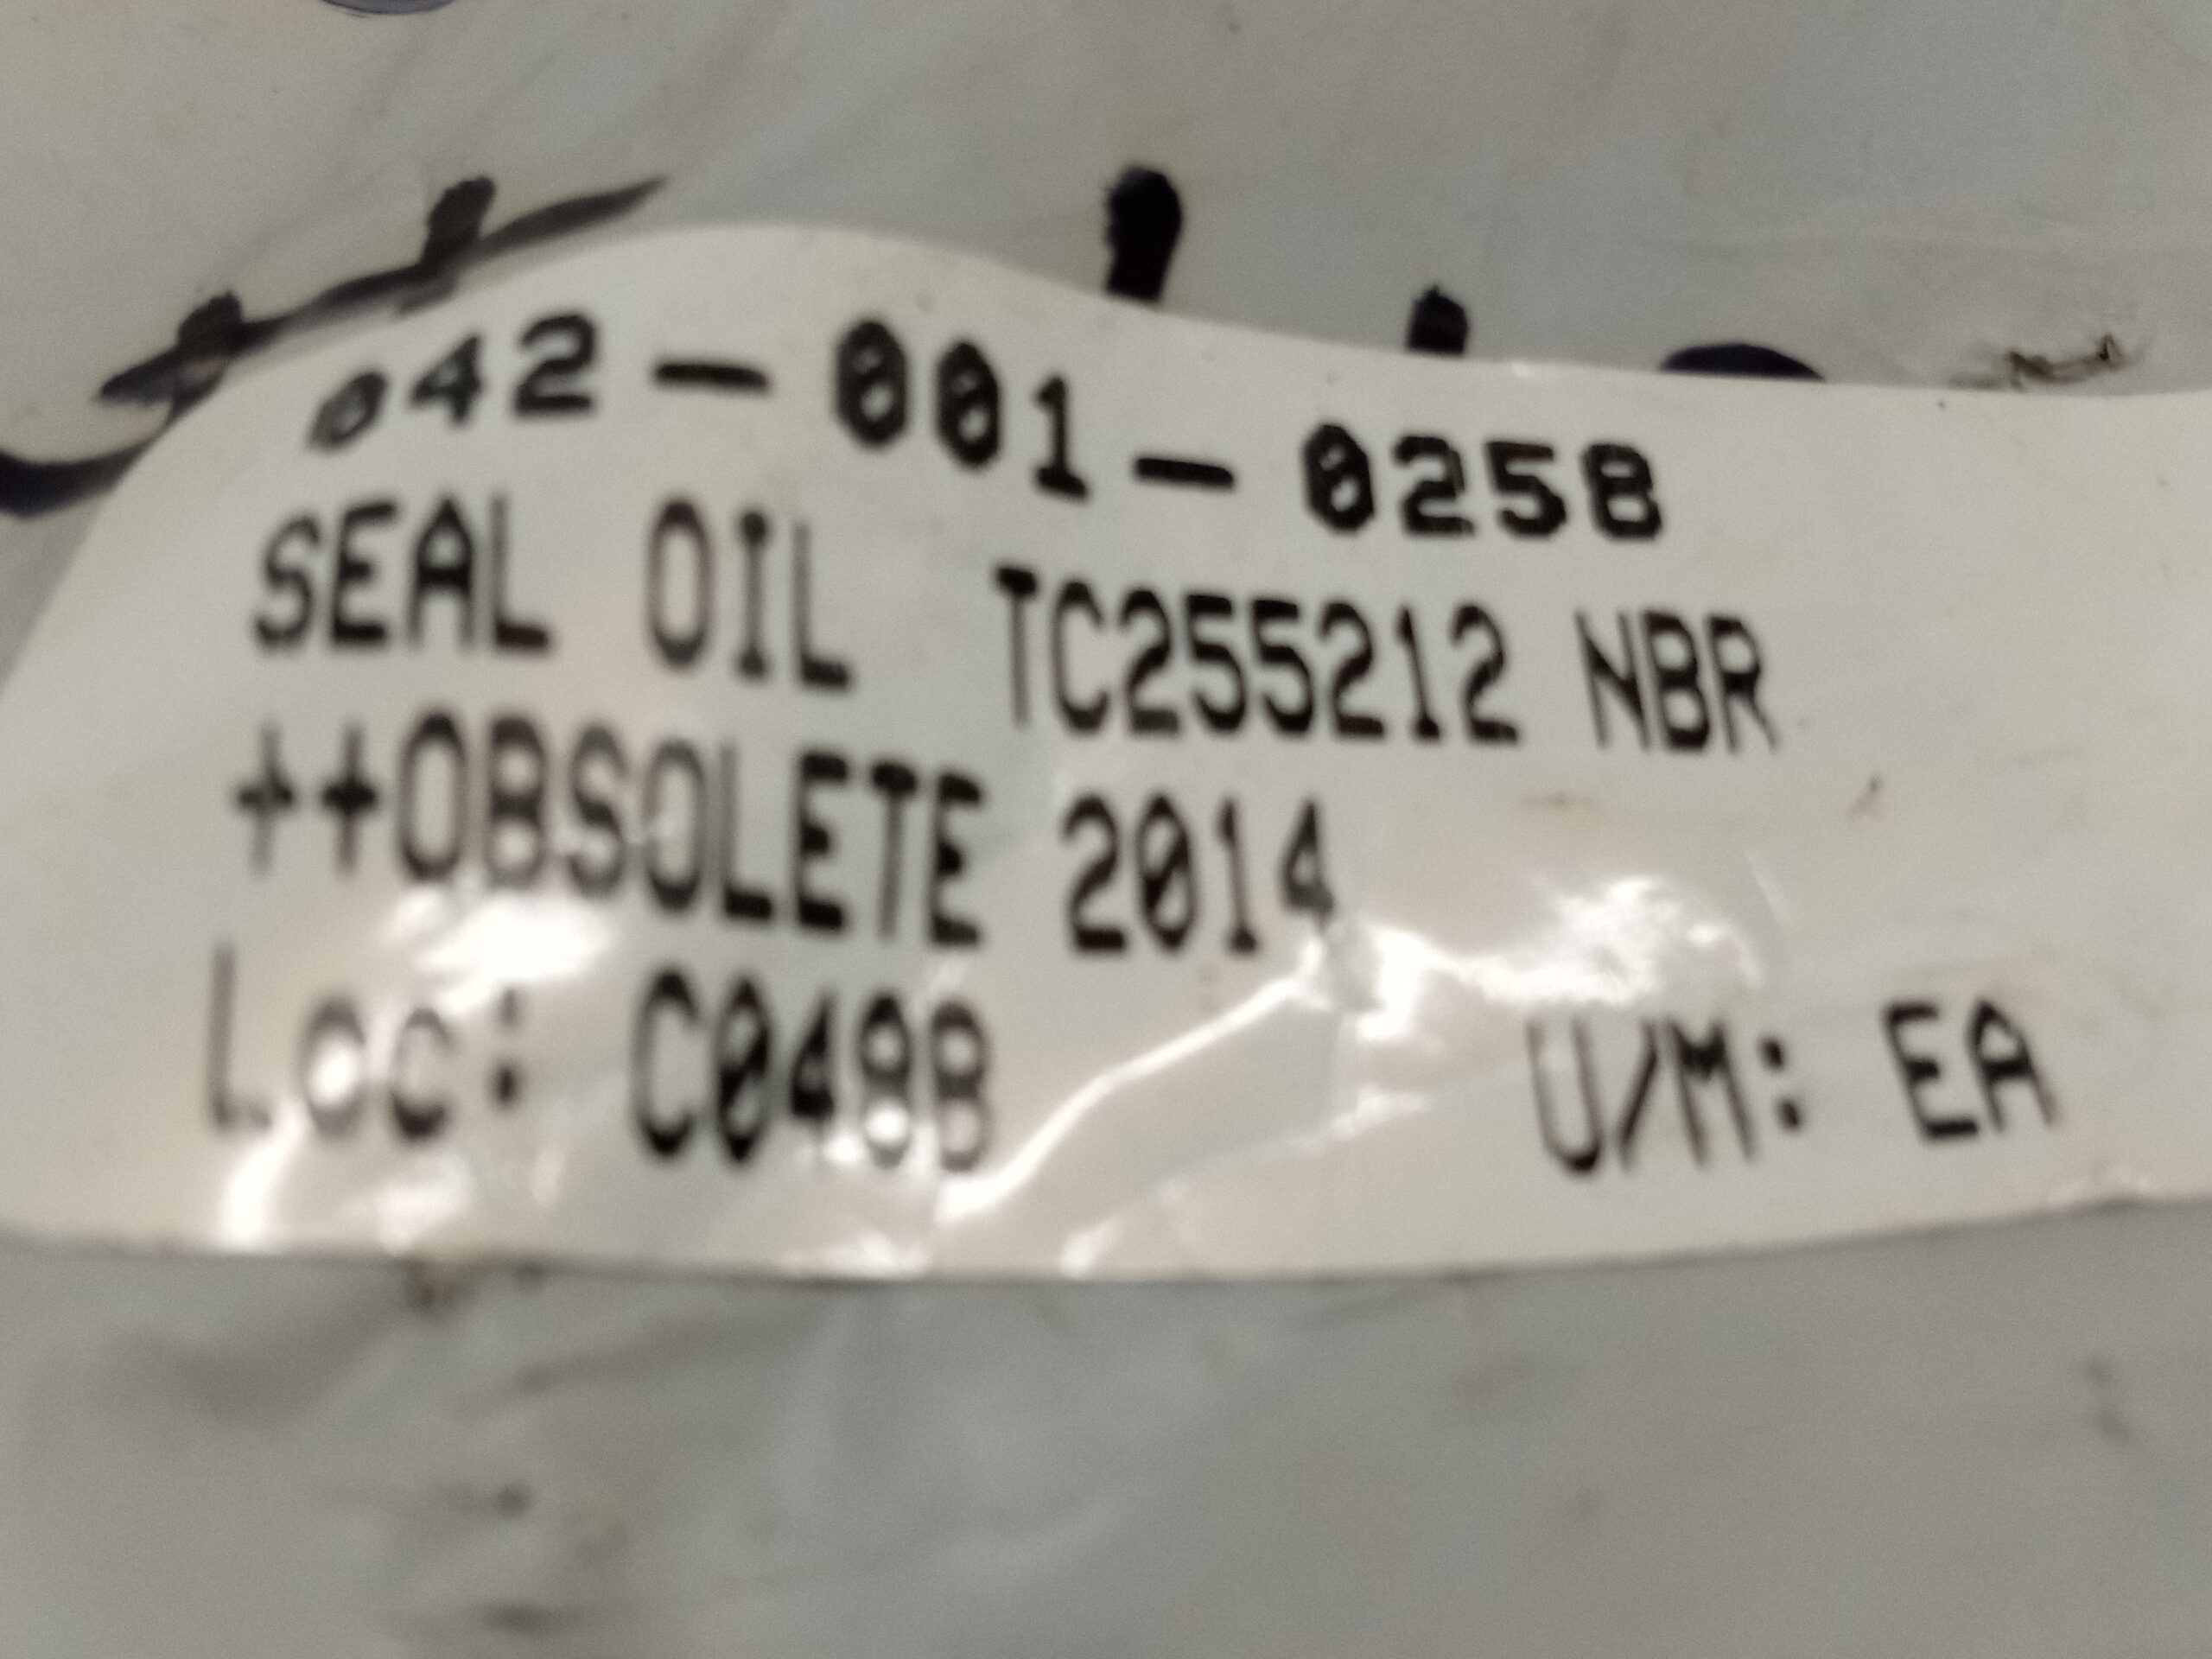 042-001-0258
SEAL OIL TC255212 NBR
++OBSOLETE 2014
Loc: C048B U/M: EA